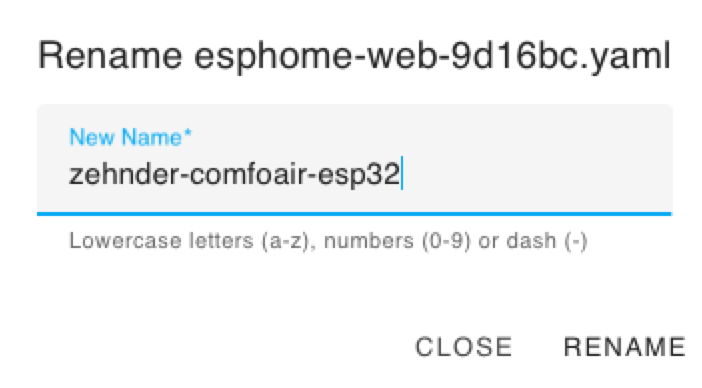 Rename esphome-web-9d16bc.yaml
New Name*
zehnder-comfoair-esp32
Lowercase letters (a-z), numbers (0-9) or dash (-)
CLOSE RENAME